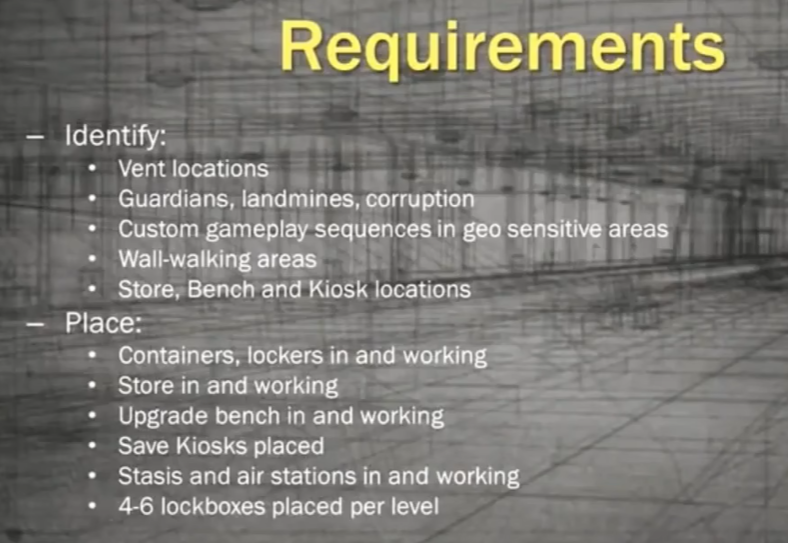 Requirements
– Identify:
• Vent locations
• Guardians, landmines, corruption
• Custom gameplay sequences in geo sensitive areas
• Wall-walking areas
• Store, Bench and Kiosk locations
– Place:
• Containers, lockers in and working
• Store in and working
• Upgrade bench in and working
• Save Kiosks placed
• Stasis and air stations in and working
• 4-6 lockboxes placed per level